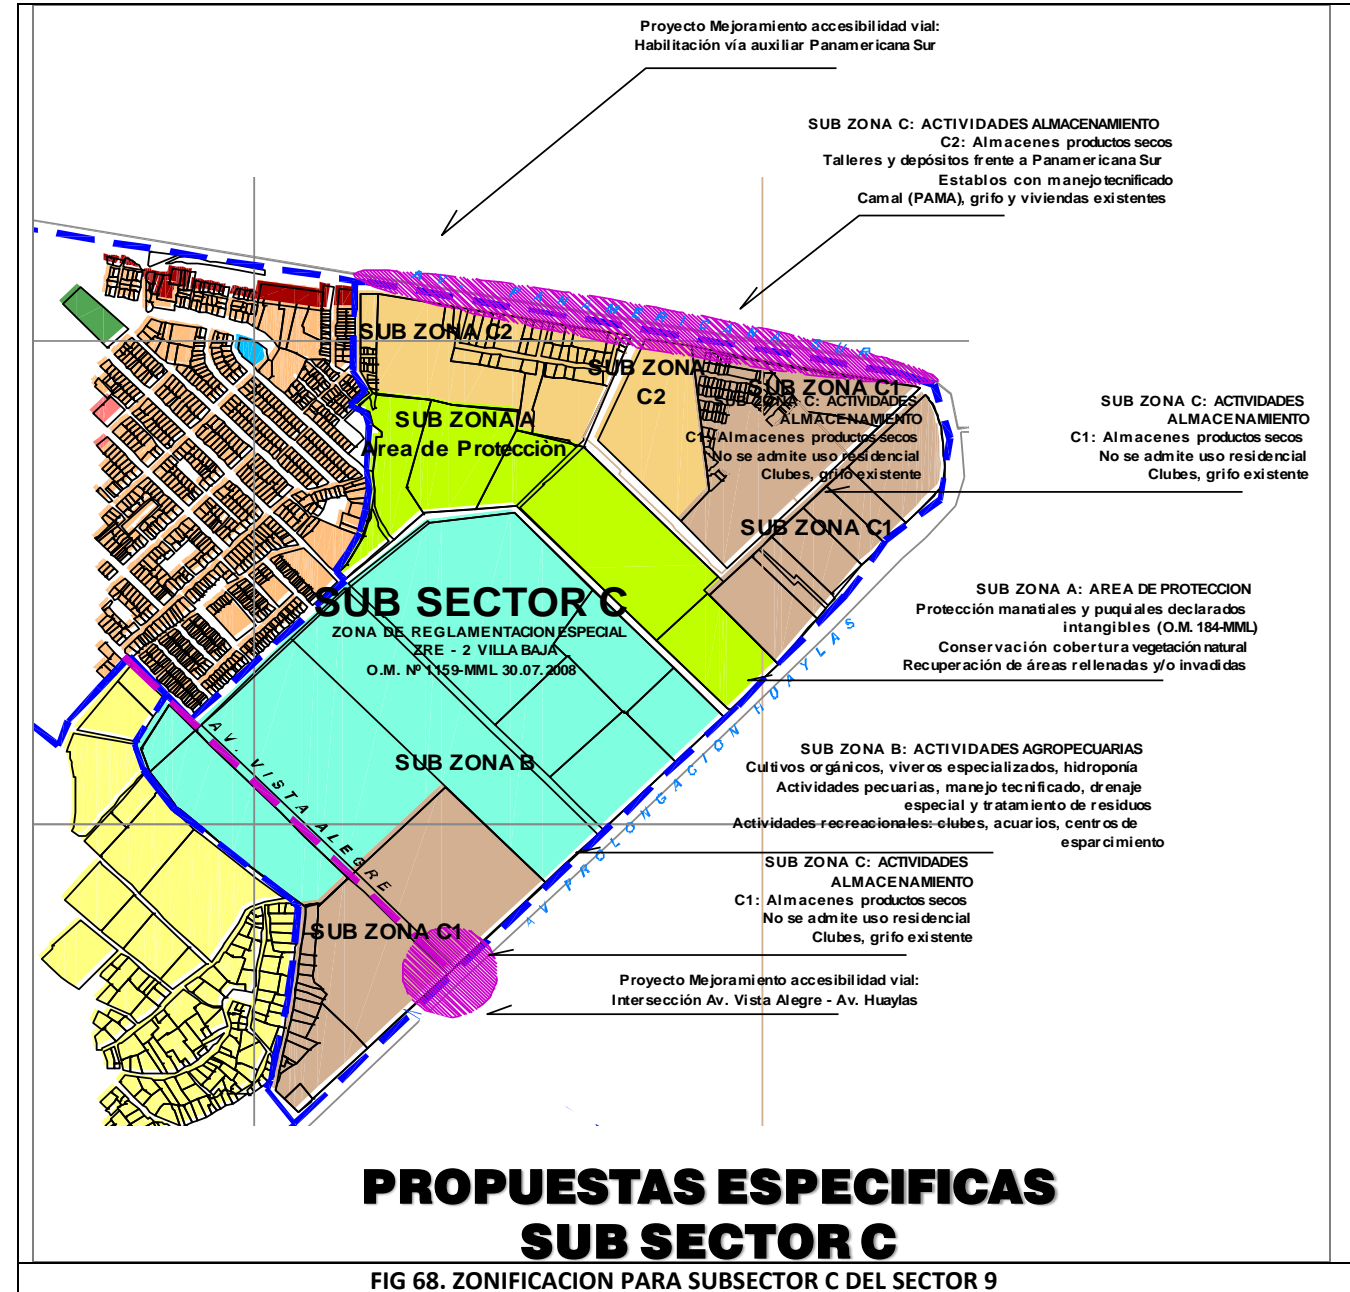 Proyecto Mejoramiento accesibilidad vial:
Habilitación vía auxiliar Panamericana Sur
SUB ZONA C: ACTIVIDADES ALMACENAMIENTO
C2: Almacenes productos secos
Talleres y depósitos frente a Panamericana Sur
Establos con manejo tecnificado
Camal (PAMA), grifo y viviendas existentes
AV. PANAMERICANA SUR
SUB ZONA C2
SUB ZONA
C2
SUB ZONA C1
SUB ZONA A
Area de Protecciòn
SUB ZONA C: ACTIVIDADES
ALMACENAMIENTO
C1: Almacenes productos secos
No se admite uso residencial
Clubes, grifo existente
SUB ZONA C: ACTIVIDADES
ALMACENAMIENTO
C1: Almacenes productos secos
No se admite uso residencial
Clubes, grifo existente
SUB ZONA C1
SUB SECTOR C
ZONA DE REGLAMENTACION ESPECIAL
ZRE - 2 VILLA BAJA
O.M. Nº 1159-MML 30.07.2008
SUB ZONA A: AREA DE PROTECCION
Protección manatiales y puquiales declarados
intangibles (O.M. 184-MML)
Conservación cobertura vegetación natural
Recuperación de áreas rellenadas y/o invadidas
AV. VISTA ALEGRE
SUB ZONA B
AV PROLONGACION HUAYLAS
SUB ZONA B: ACTIVIDADES AGROPECUARIAS
Cultivos orgánicos, viveros especializados, hidroponía
Actividades pecuarias, manejo tecnificado, drenaje
especial y tratamiento de residuos
Actividades recreacionales: clubes, acuarios, centros de
esparcimiento
SUB ZONA C: ACTIVIDADES
ALMACENAMIENTO
C1: Almacenes productos secos
No se admite uso residencial
Clubes, grifo existente
SUB ZONA C1
Proyecto Mejoramiento accesibilidad vial:
Intersección Av. Vista Alegre - Av. Huaylas
PROPUESTAS ESPECIFICAS
SUB SECTOR C
FIG 68. ZONIFICACION PARA SUBSECTOR C DEL SECTOR 9